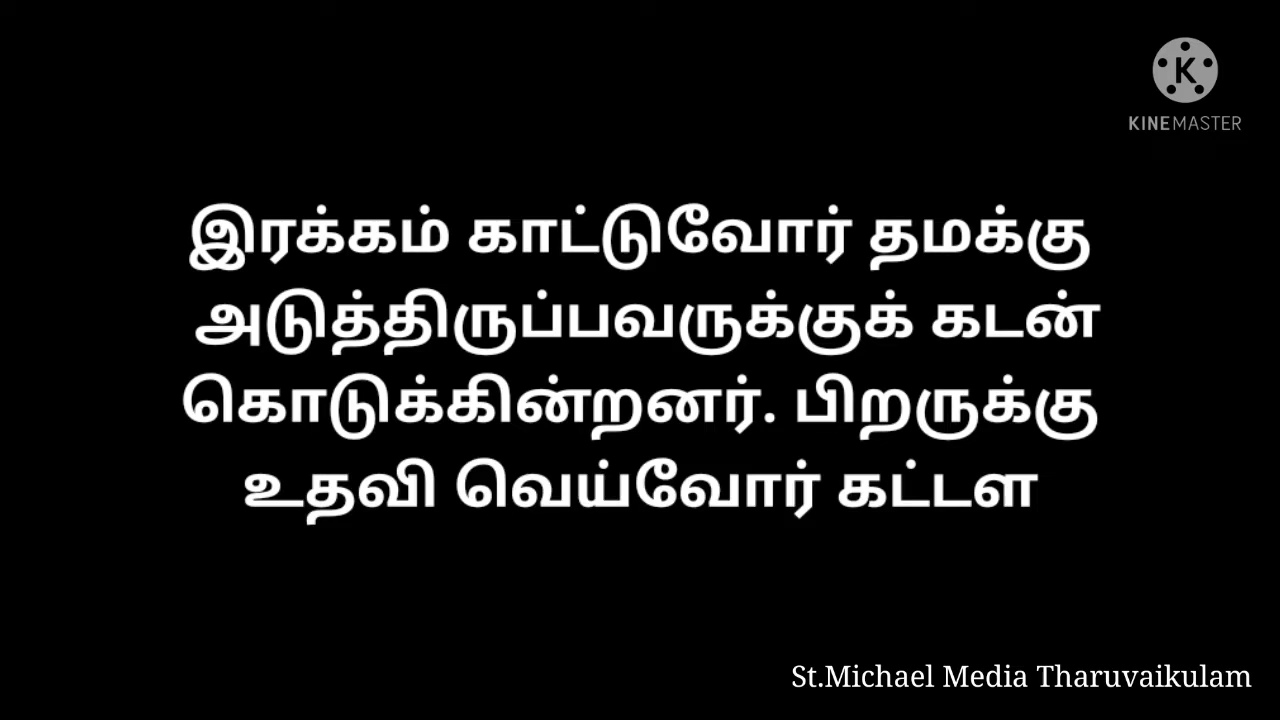 KINEMASTER
இரக்கம் காட்டுவோர் தமக்கு
அடுத்திருப்பவருக்குக் கடன்
கொடுக்கின்றனர். பிறருக்கு
உதவி வெய்வோர் கட்டள
St.Michael Media Tharuvaikulam